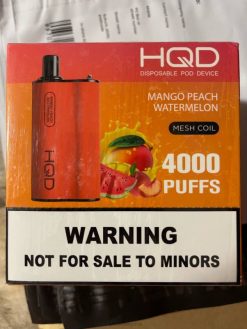 HQD
DISPOSABLE POD DEVICE
MANGO PEACH
WATERMELON
MESH COIL
4000
PUFFS
HQD
WARNING
NOT FOR SALE TO MINORS